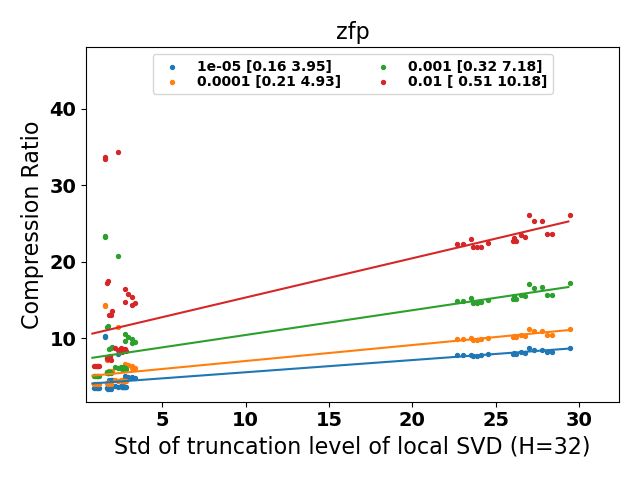 zfp
1e-05 [0.16 3.95]
0.0001 [0.21 4.93]
0.001 [0.32 7.18]
0.01 [ 0.51 10.18]
Compression Ratio
40
30
20
10
5 10 15 20 25 30
Std of truncation level of local SVD (H=32)